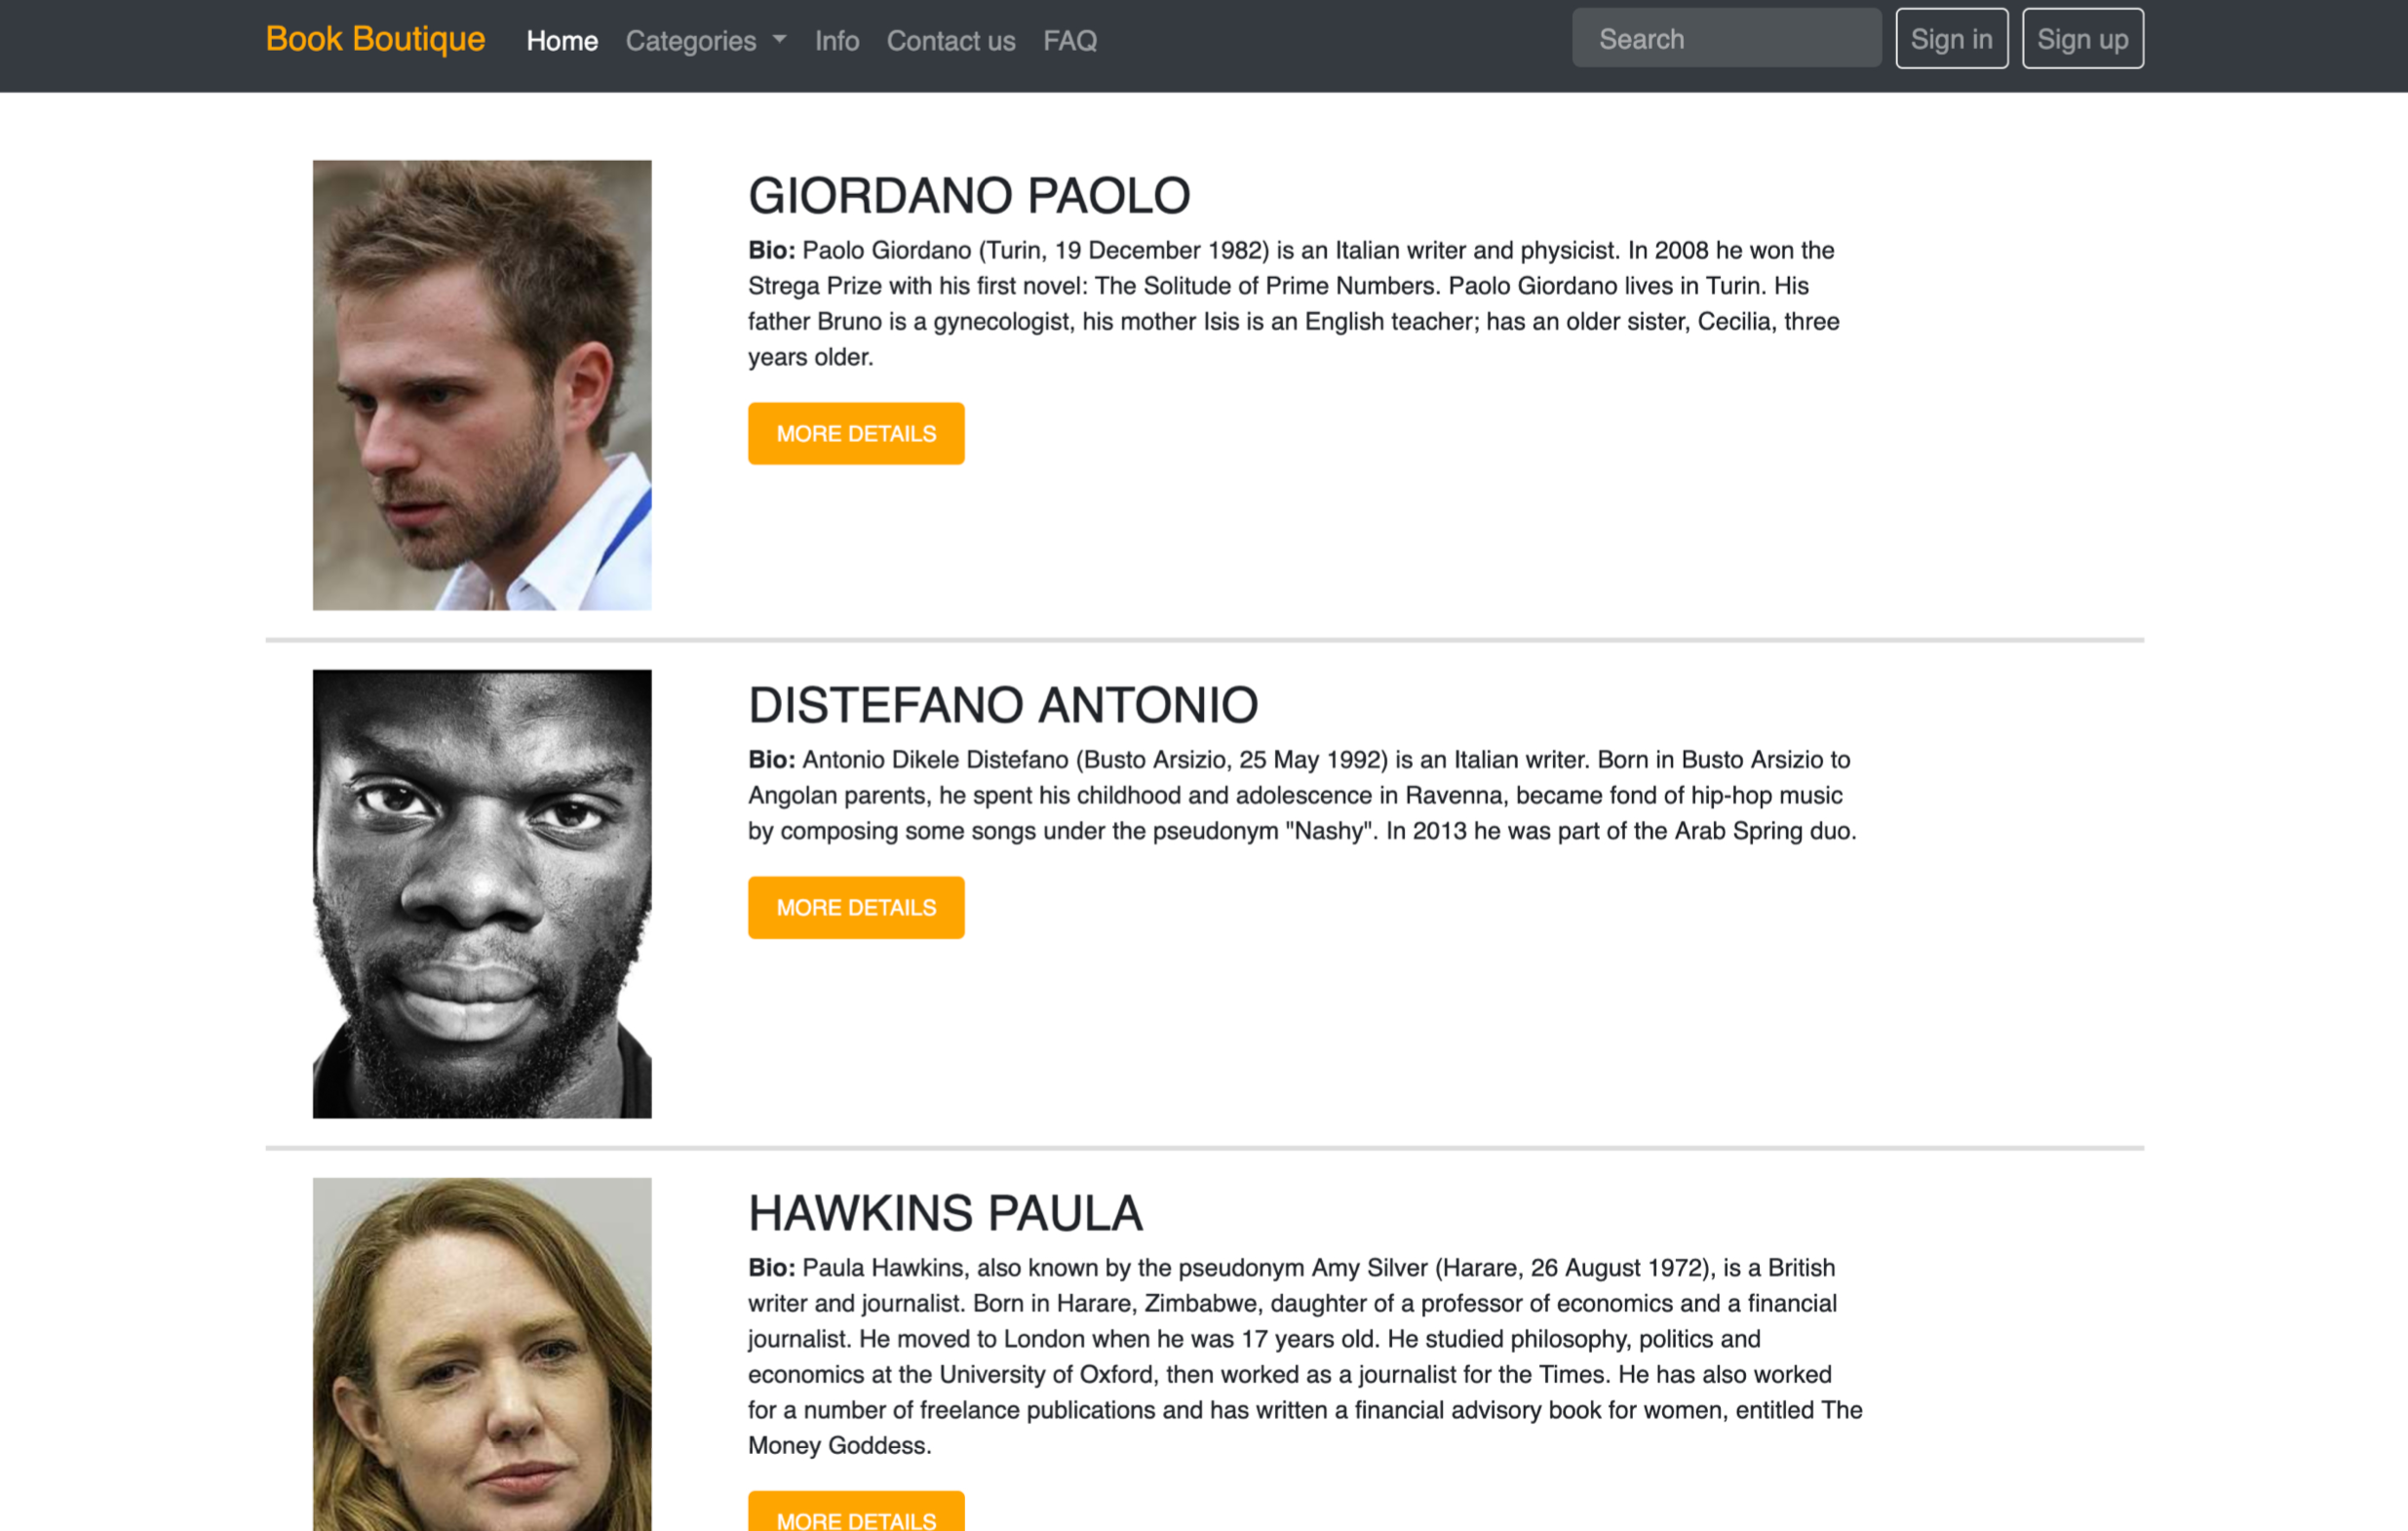 Book Boutique Home Categories Info Contact us FAQ Search Sign in Sign up
GIORDANO PAOLO
Bio: Paolo Giordano (Turin, 19 December 1982) is an Italian writer and physicist. In 2008 he won the
Strega Prize with his first novel: The Solitude of Prime Numbers. Paolo Giordano lives in Turin. His
father Bruno is a gynecologist, his mother Isis is an English teacher; has an older sister, Cecilia, three
years older.
MORE DETAILS
DISTEFANO ANTONIO
Bio: Antonio Dikele Distefano (Busto Arsizio, 25 May 1992) is an Italian writer. Born in Busto Arsizio to
Angolan parents, he spent his childhood and adolescence in Ravenna, became fond of hip-hop music
by composing some songs under the pseudonym "Nashy". In 2013 he was part of the Arab Spring duo.
MORE DETAILS
HAWKINS PAULA
Bio: Paula Hawkins, also known by the pseudonym Amy Silver (Harare, 26 August 1972), is a British
writer and journalist. Born in Harare, Zimbabwe, daughter of a professor of economics and a financial
journalist. He moved to London when he was 17 years old. He studied philosophy, politics and
economics at the University of Oxford, then worked as a journalist for the Times. He has also worked
for a number of freelance publications and has written a financial advisory book for women, entitled The
Money Goddess.
MORE DETAILS